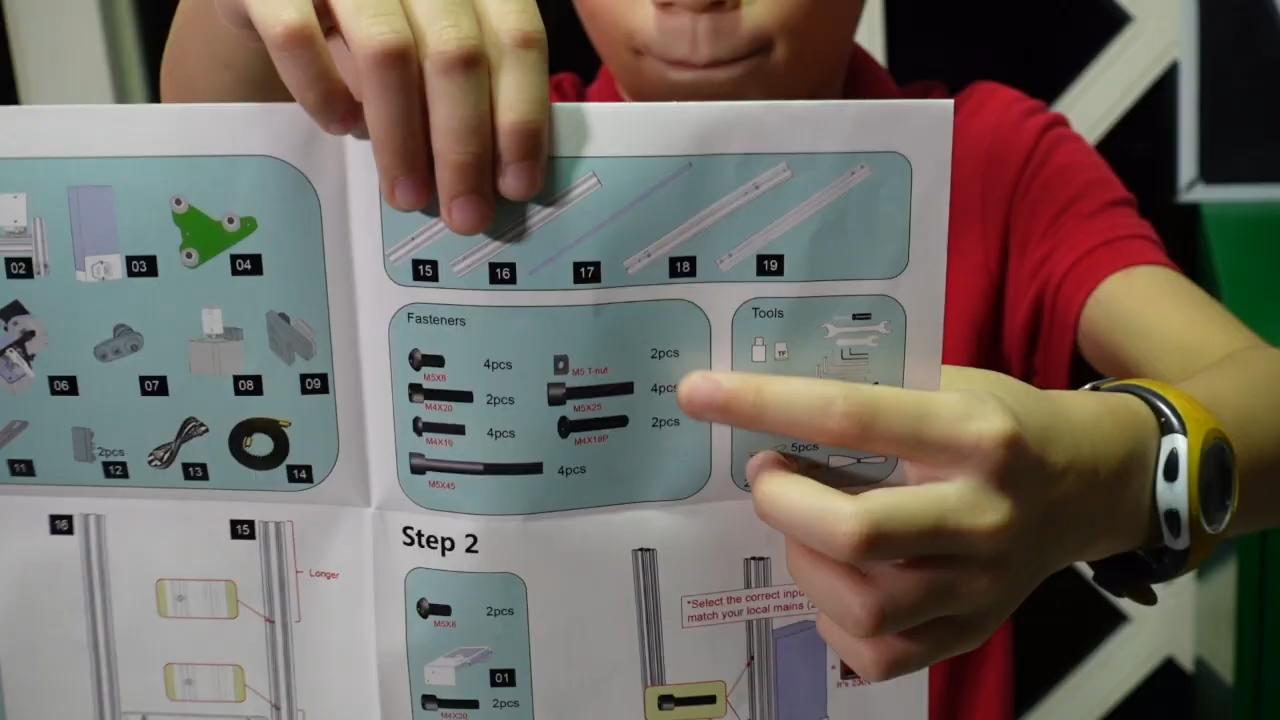 02
03
04
06
07
08
09
11
2pcs
12
13
14
15
16
17
18
19
Fasteners
M5X8
4pcs
M5 T-nut
2pcs
M4X20
2pcs
M5X25
4pcs
M4X16
4pcs
M4X18P
2pcs
M5X45
4pcs
Tools
TF
5pcs
16
15
Longer
Step 2
M5X8
2pcs
01
M4X20
2pcs
*Select the correct inpu
match your local mains (2